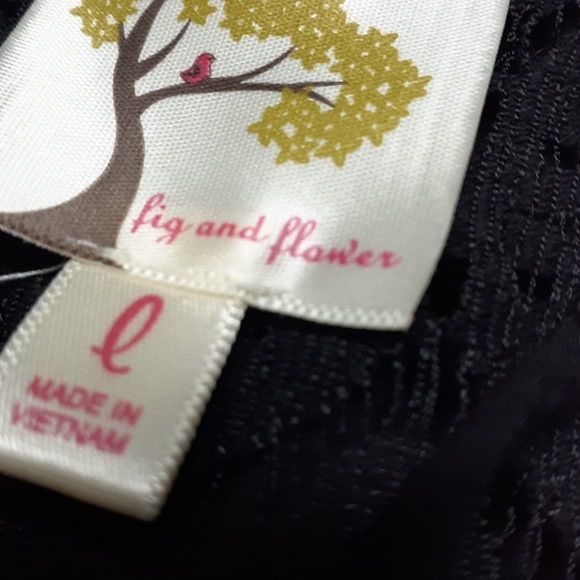 fig and flower
l
MADE IN
VIETNAM